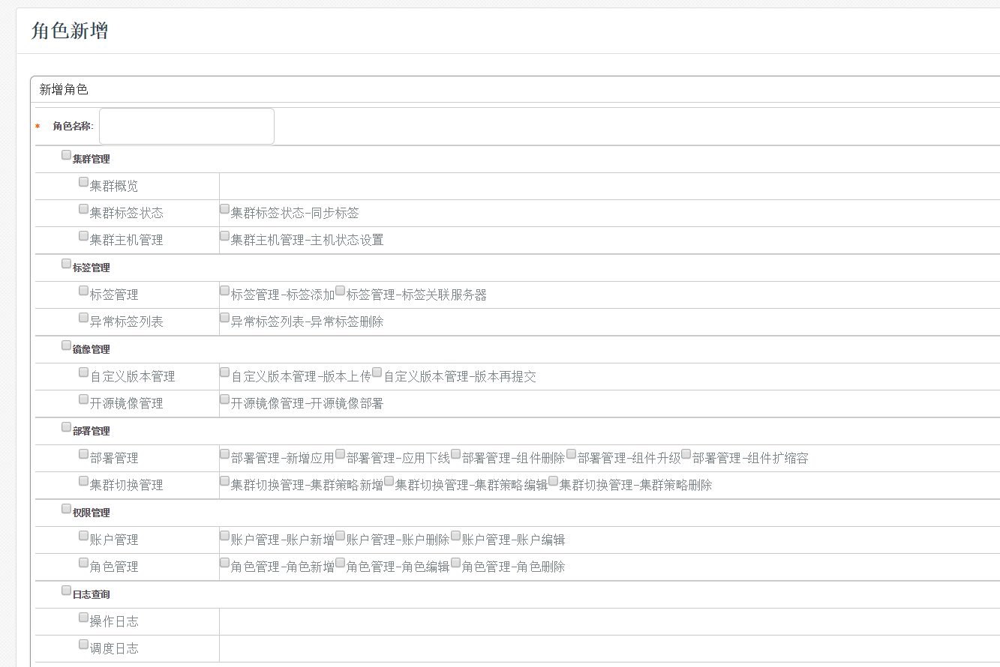 角色新增
新增角色
* 角色名称:
集群管理
集群概览
集群标签状态 集群标签状态-同步标签
集群主机管理 集群主机管理-主机状态设置
标签管理
标签管理 标签管理-标签添加 标签管理-标签关联服务器
异常标签列表 异常标签列表-异常标签删除
镜像管理
自定义版本管理 自定义版本管理-版本上传 自定义版本管理-版本再提交
开源镜像管理 开源镜像管理-开源镜像部署
部署管理
部署管理 部署管理-新增应用 部署管理-应用下线 部署管理-组件删除 部署管理-组件升级 部署管理-组件扩缩容
集群切换管理 集群切换管理-集群策略新增 集群切换管理-集群策略编辑 集群切换管理-集群策略删除
权限管理
账户管理 账户管理-账户新增 账户管理-账户删除 账户管理-账户编辑
角色管理 角色管理-角色新增 角色管理-角色编辑 角色管理-角色删除
日志查询
操作日志
调度日志